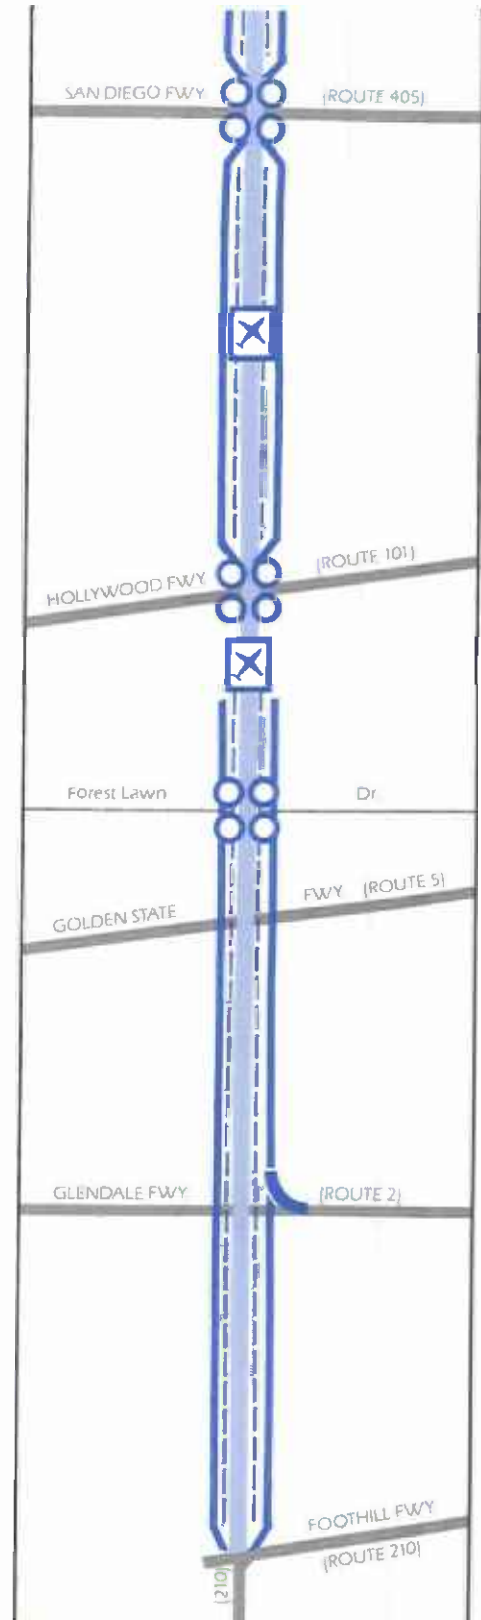 SAN DIEGO FWY (ROUTE 405)
HOLLYWOOD FWY (ROUTE 101)
Forest Lawn Dr
GOLDEN STATE FWY (ROUTE 5)
GLENDALE FWY (ROUTE 2)
FOOTHILL FWY
(ROUTE 210)
(210)